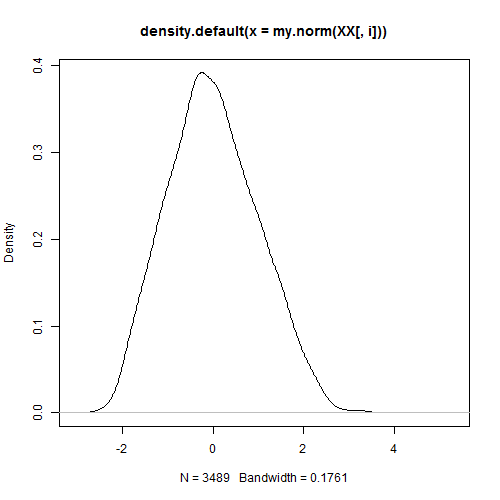 density.default(x = my.norm(XX[, i]))
Density
0.4
0.3
0.2
0.1
0.0
-2 0 2 4
N = 3489 Bandwidth = 0.1761